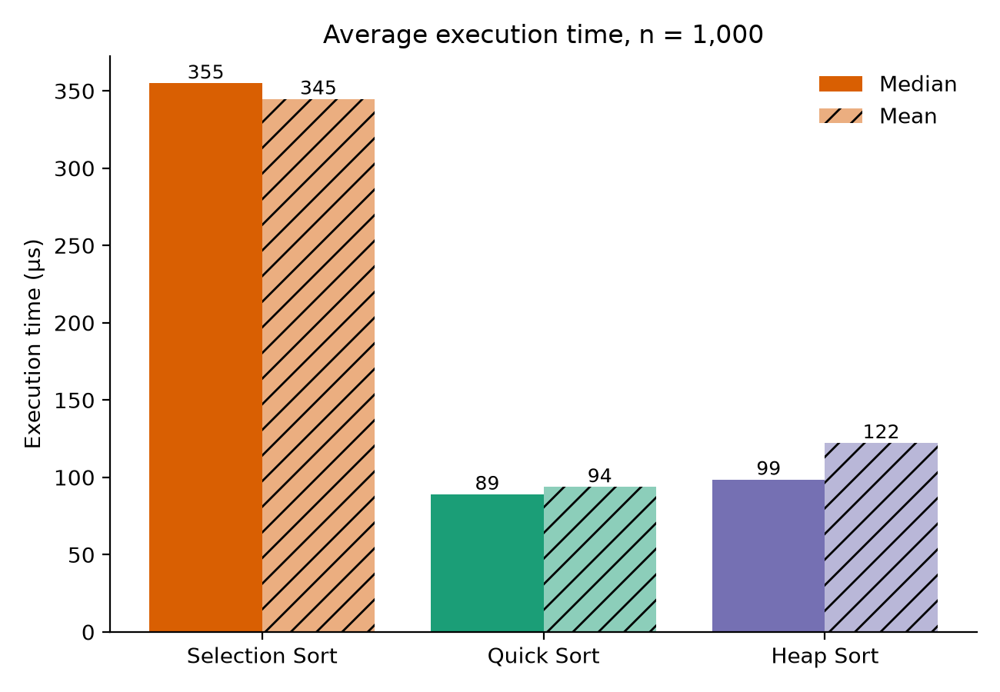 Average execution time, n = 1,000
Execution time (µs)
350
300
250
200
150
100
50
0
355
345
89
94
99
122
Median
Mean
Selection Sort
Quick Sort
Heap Sort